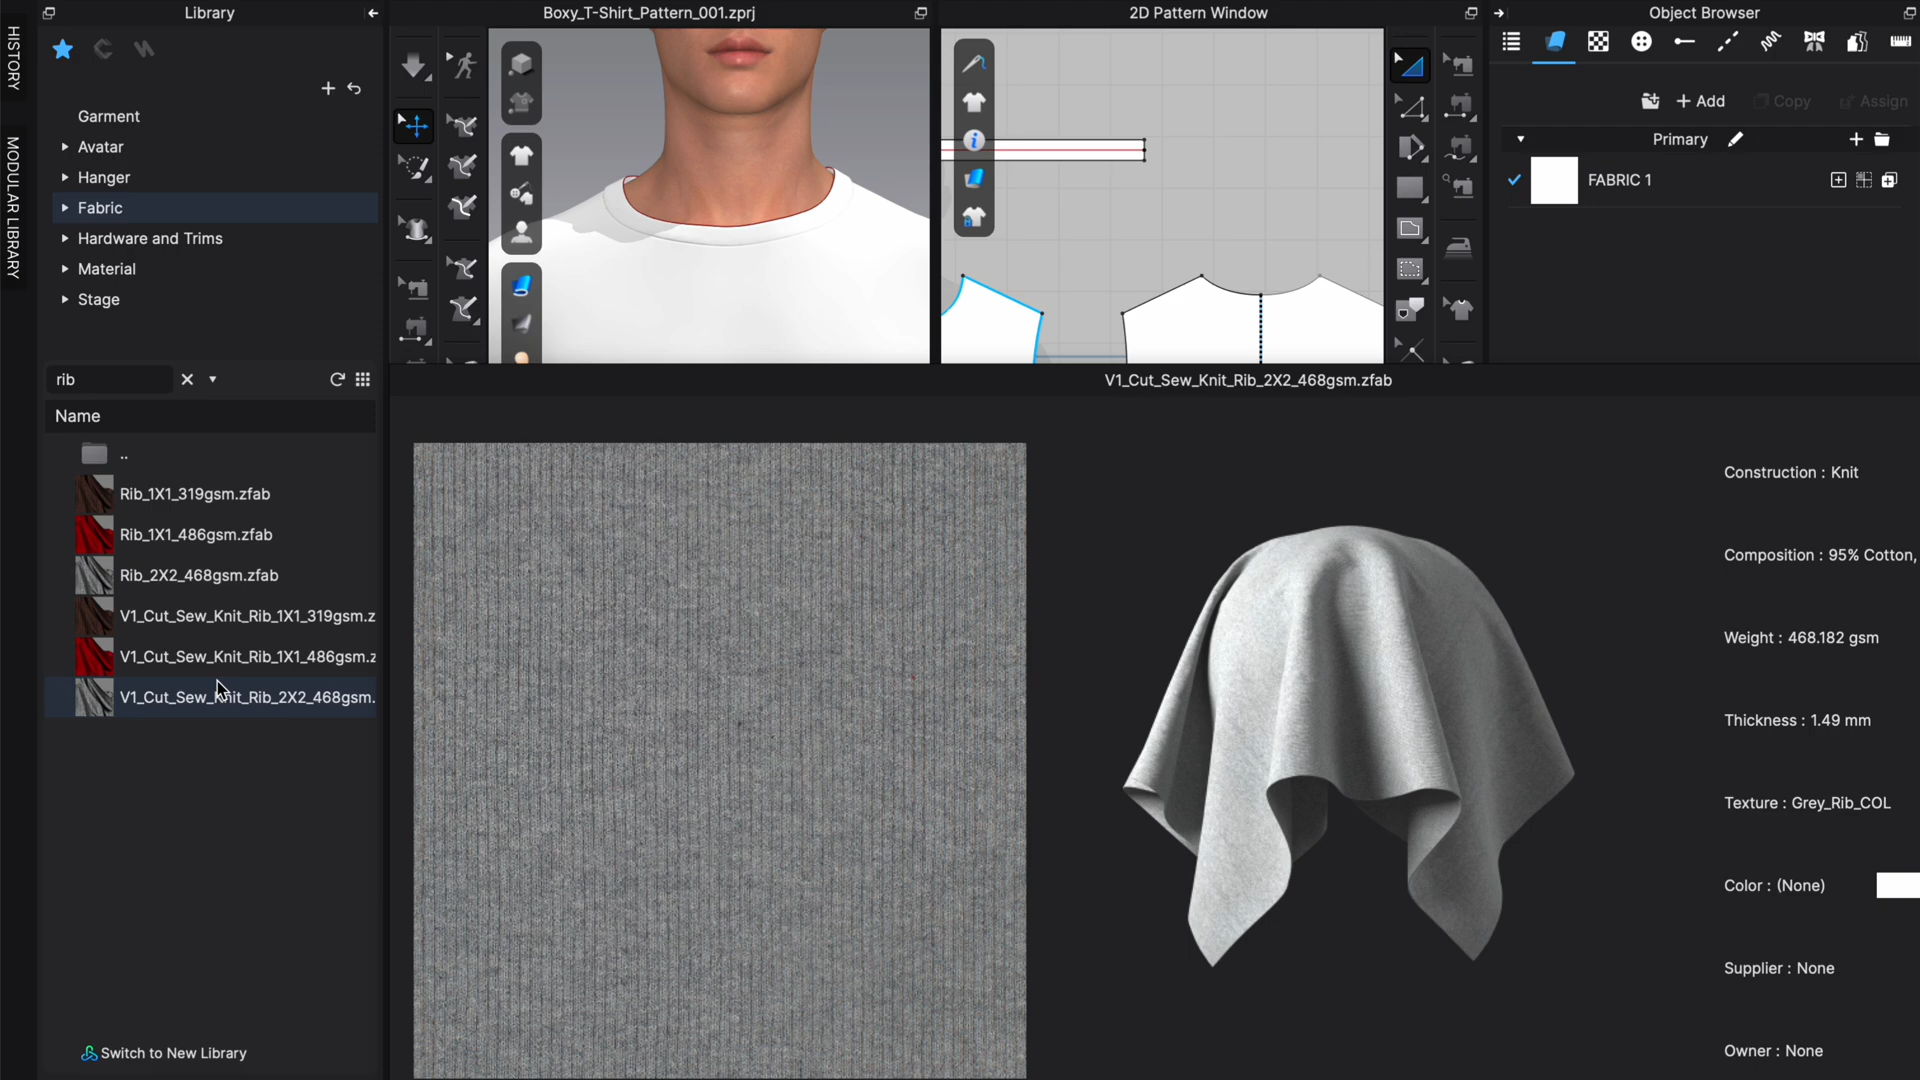 Library
Boxy_T-Shirt_Pattern_001.zprj
2D Pattern Window
Object Browser
HISTORY
MODULAR LIBRARY
Garment
Avatar
Hanger
Fabric
Hardware and Trims
Material
Stage
+ Add
Copy
Assign
Primary
FABRIC 1
rib
Name
..
Rib_1X1_319gsm.zfab
Rib_1X1_486gsm.zfab
Rib_2X2_468gsm.zfab
V1_Cut_Sew_Knit_Rib_1X1_319gsm.z
V1_Cut_Sew_Knit_Rib_1X1_486gsm.z
V1_Cut_Sew_Knit_Rib_2X2_468gsm.
Switch to New Library
V1_Cut_Sew_Knit_Rib_2X2_468gsm.zfab
Construction : Knit
Composition : 95% Cotton,
Weight : 468.182 gsm
Thickness : 1.49 mm
Texture : Grey_Rib_COL
Color : (None)
Supplier : None
Owner : None